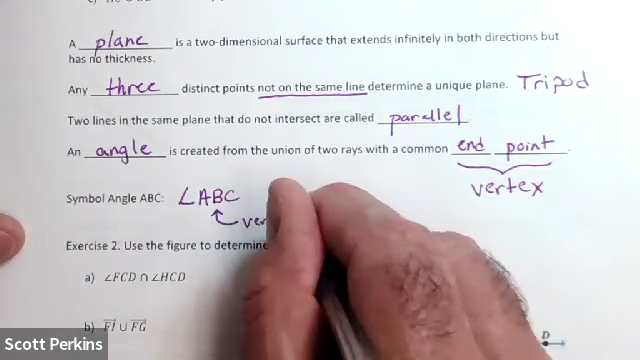 A plane is a two-dimensional surface that extends infinitely in both directions but
has no thickness.
Any three distinct points not on the same line determine a unique plane. Tripod
Two lines in the same plane that do not intersect are called parallel
An angle is created from the union of two rays with a common end point.
vertex
Symbol Angle ABC: ∠ABC
Exercise 2. Use the figure to determine
a) ∠FCD ∩ ∠HCD
b) FI ∪ FG
D
Scott Perkins